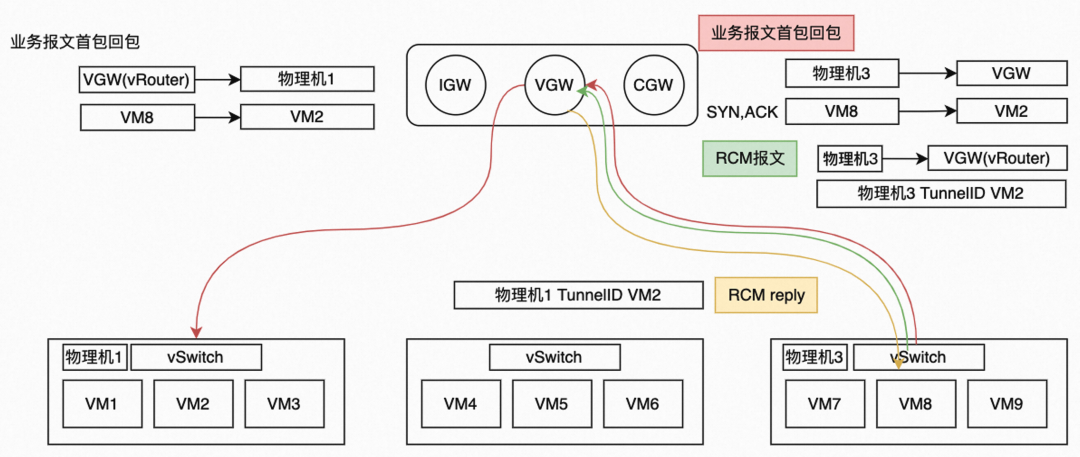 业务报文首包回包
VGW(vRouter)
物理机1
VM8
VM2
IGW
VGW
CGW
业务报文首包回包
物理机3
VGW
SYN,ACK
VM8
VM2
RCM报文
物理机3
VGW(vRouter)
物理机3 TunnelID VM2
物理机1 TunnelID VM2
RCM reply
物理机1
vSwitch
VM1
VM2
VM3
vSwitch
VM4
VM5
VM6
物理机3
vSwitch
VM7
VM8
VM9